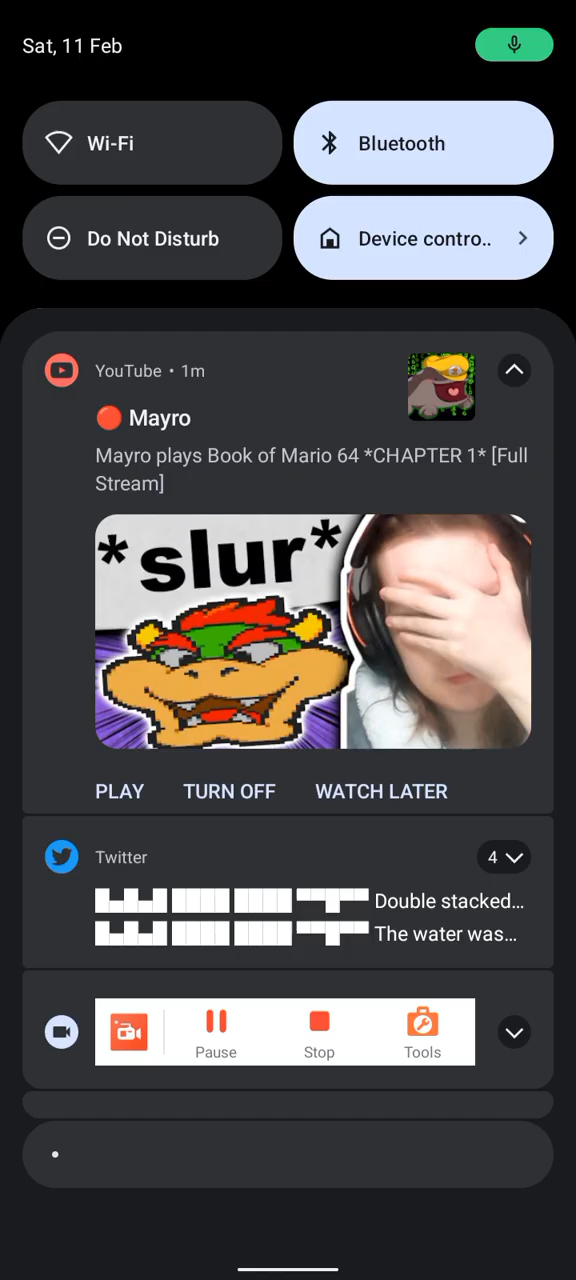 Sat, 11 Feb
Wi-Fi
Bluetooth
Do Not Disturb
Device contro..
YouTube • 1m
🔴 Mayro
Mayro plays Book of Mario 64 *CHAPTER 1* [Full
Stream]
*slur*
PLAY
TURN OFF
WATCH LATER
Twitter
4
Double stacked...
The water was...
Pause
Stop
Tools